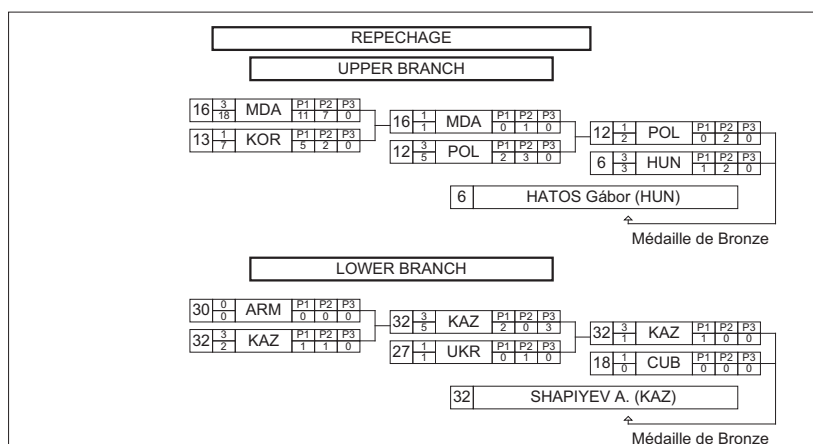 REPECHAGE
UPPER BRANCH
16 3 18 MDA P1 P2 P3 11 7 0
13 1 7 KOR P1 P2 P3 5 2 0
16 1 1 MDA P1 P2 P3 0 1 0
12 3 5 POL P1 P2 P3 2 3 0
12 1 2 POL P1 P2 P3 0 2 0
6 3 3 HUN P1 P2 P3 1 2 0
6 HATOS Gábor (HUN)
Médaille de Bronze
LOWER BRANCH
30 0 0 ARM P1 P2 P3 0 0 0
32 3 2 KAZ P1 P2 P3 1 1 0
32 3 5 KAZ P1 P2 P3 2 0 3
27 1 1 UKR P1 P2 P3 0 1 0
32 3 1 KAZ P1 P2 P3 1 0 0
18 1 0 CUB P1 P2 P3 0 0 0
32 SHAPIYEV A. (KAZ)
Médaille de Bronze